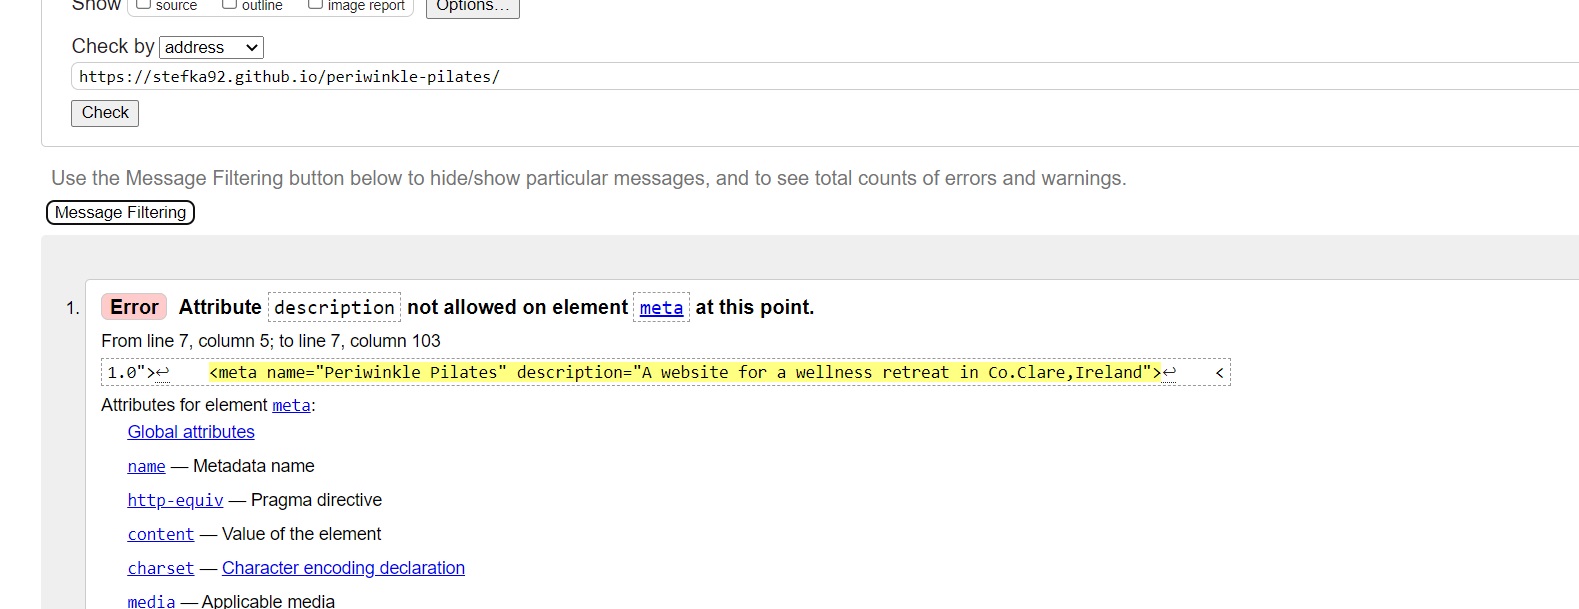 Show source outline image report Options...
Check by address
https://stefka92.github.io/periwinkle-pilates/
Check
Use the Message Filtering button below to hide/show particular messages, and to see total counts of errors and warnings.
Message Filtering
1. Error Attribute description not allowed on element meta at this point.
From line 7, column 5; to line 7, column 103
1.0">↩    <meta name="Periwinkle Pilates" description="A website for a wellness retreat in Co.Clare,Ireland">↩    <
Attributes for element meta:
Global attributes
name — Metadata name
http-equiv — Pragma directive
content — Value of the element
charset — Character encoding declaration
media — Applicable media